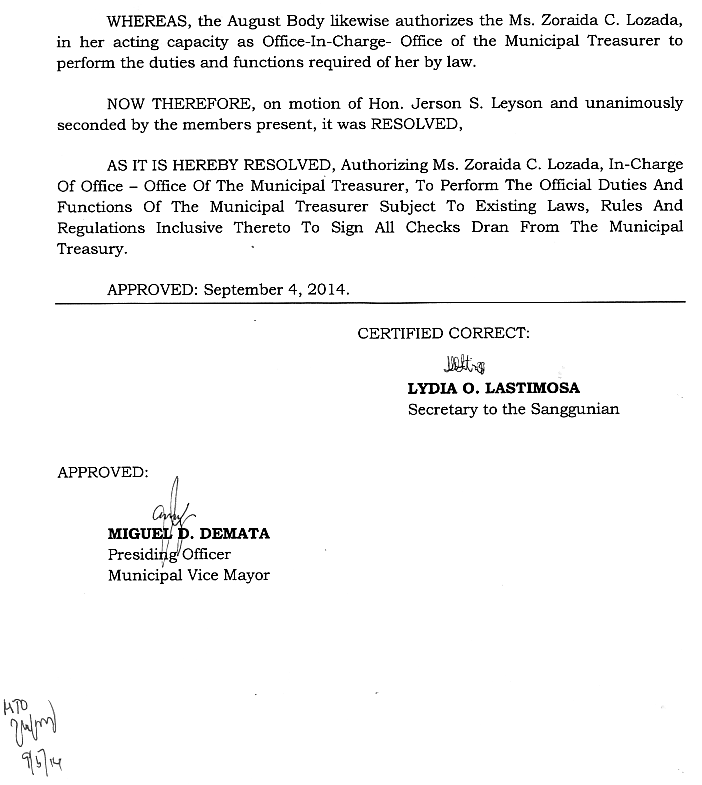 WHEREAS, the August Body likewise authorizes the Ms. Zoraida C. Lozada,
in her acting capacity as Office-In-Charge- Office of the Municipal Treasurer to
perform the duties and functions required of her by law.
NOW THEREFORE, on motion of Hon. Jerson S. Leyson and unanimously
seconded by the members present, it was RESOLVED,
AS IT IS HEREBY RESOLVED, Authorizing Ms. Zoraida C. Lozada, In-Charge
Of Office – Office Of The Municipal Treasurer, To Perform The Official Duties And
Functions Of The Municipal Treasurer Subject To Existing Laws, Rules And
Regulations Inclusive Thereto To Sign All Checks Dran From The Municipal
Treasury.
APPROVED: September 4, 2014.
CERTIFIED CORRECT:
LYDIA O. LASTIMOSA
Secretary to the Sanggunian
APPROVED:
MIGUEL D. DEMATA
Presiding Officer
Municipal Vice Mayor
MTO